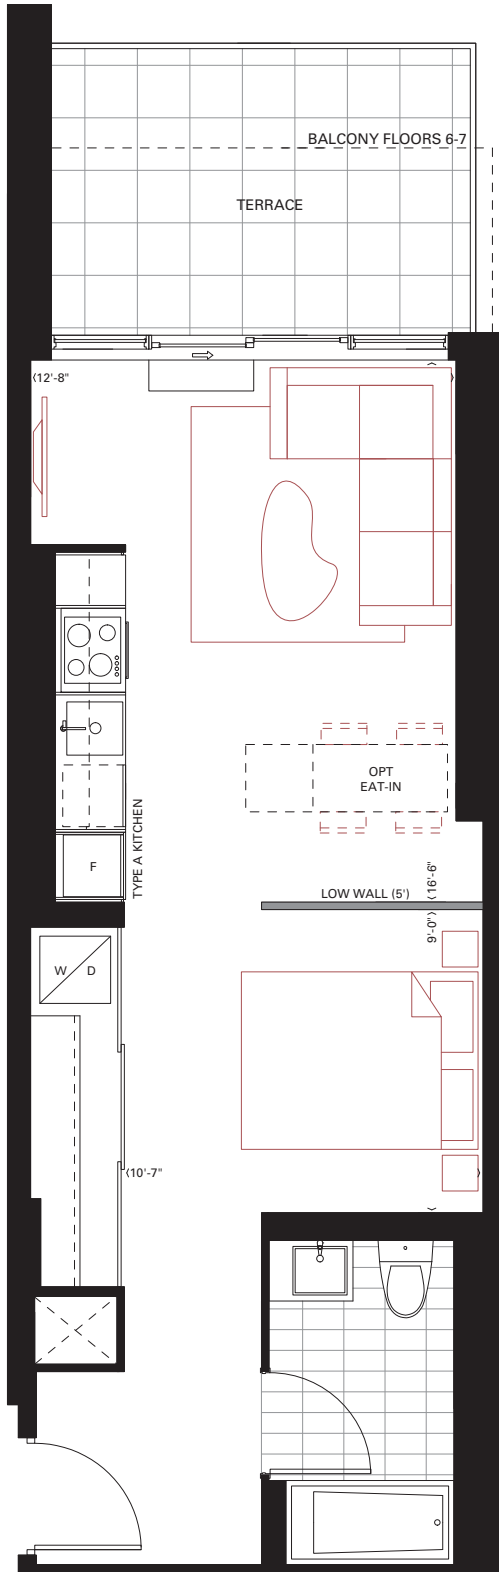 BALCONY FLOORS 6-7
TERRACE
12'-8"
OPT
EAT-IN
TYPE A KITCHEN
F
16'-6"
LOW WALL (5')
9'-0"
W D
10'-7"